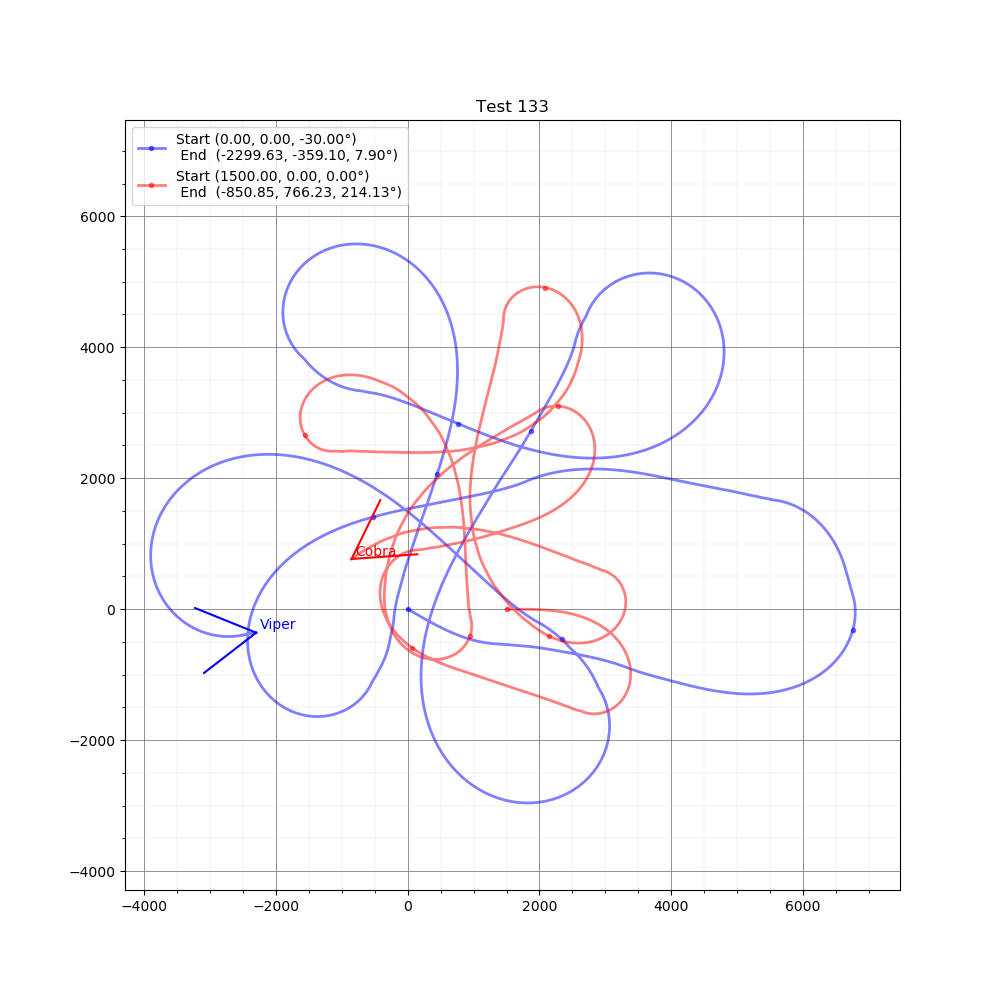 Test 133
Start (0.00, 0.00, -30.00°)
End (-2299.63, -359.10, 7.90°)
Start (1500.00, 0.00, 0.00°)
End (-850.85, 766.23, 214.13°)
6000
4000
2000
0
−2000
−4000
Cobra
Viper
−4000
−2000
0
2000
4000
6000